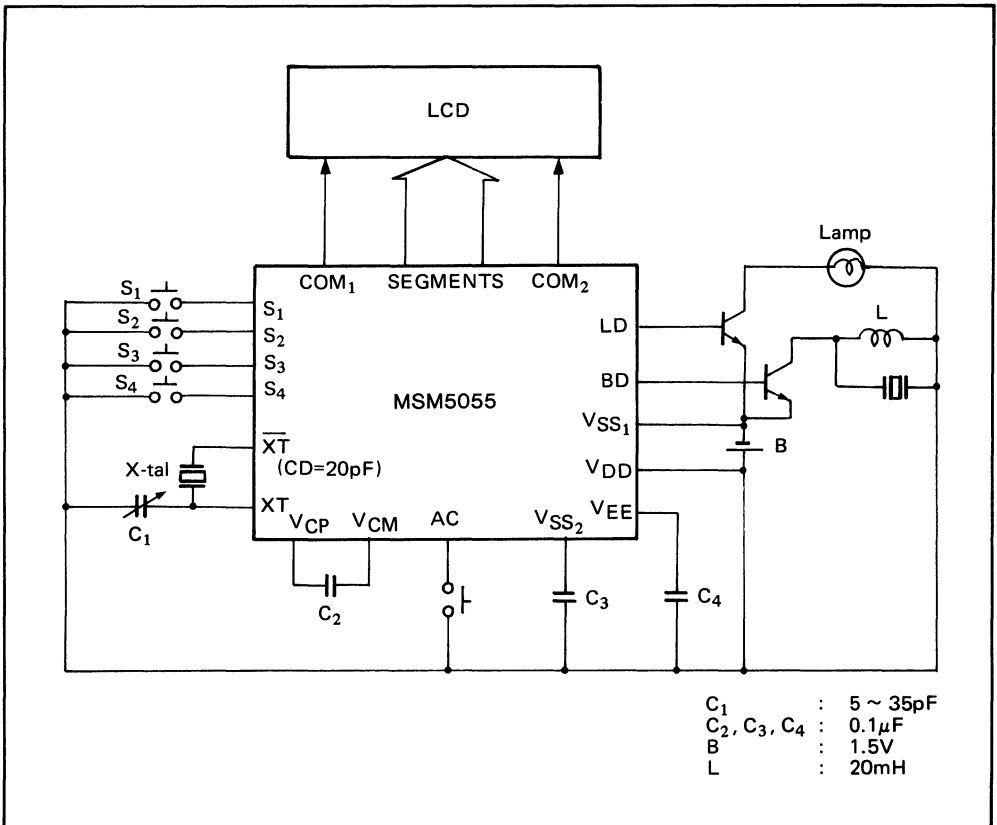 LCD
Lamp
COM₁ SEGMENTS COM₂
S₁ S₁
S₂ S₂
S₃ S₃
S₄ S₄
LD
L
BD
MSM5055
VSS₁
B
X̅T̅
X-tal (CD=20pF)
VDD
XT
VEE
C₁
VCP VCM AC VSS₂
C₂
C₃
C₄
C₁ : 5 ~ 35pF
C₂, C₃, C₄ : 0.1μF
B : 1.5V
L : 20mH